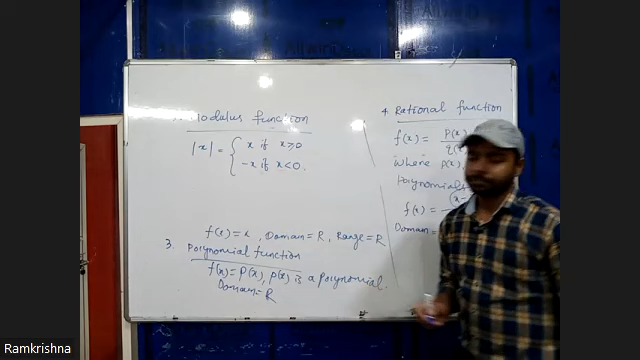 Modulus function
|x| = { x if x ≥ 0
-x if x < 0.
f(x) = x, Domain = R, Range = R
3. Polynomial function
f(x) = P(x), p(x) is a polynomial.
Domain = R
4. Rational function
f(x) = p(x)
q(x)
where p(x),
polynomial
f(x) =
Domain =
Ramkrishna